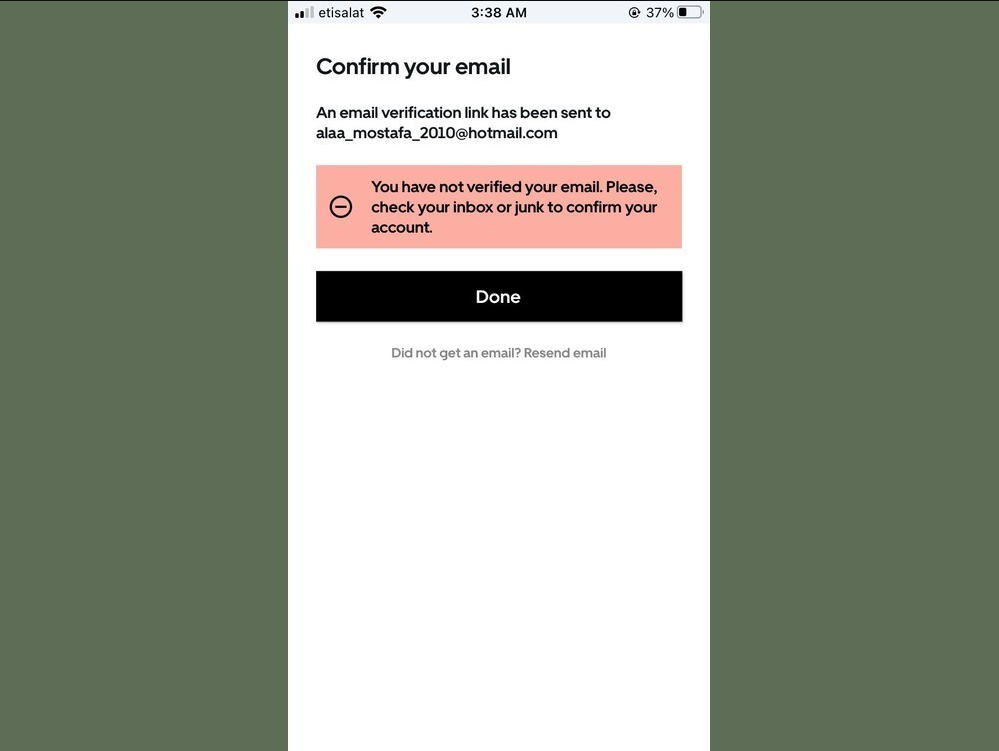 etisalat 3:38 AM 37%
Confirm your email
An email verification link has been sent to
alaa_mostafa_2010@hotmail.com
You have not verified your email. Please,
check your inbox or junk to confirm your
account.
Done
Did not get an email? Resend email